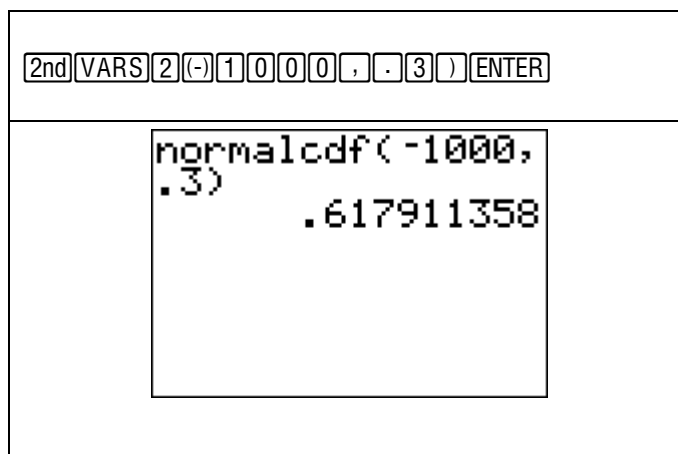 2nd VARS 2 (-) 1 0 0 0 , . 3 ) ENTER
normalcdf(⁻1000,
.3)
.617911358